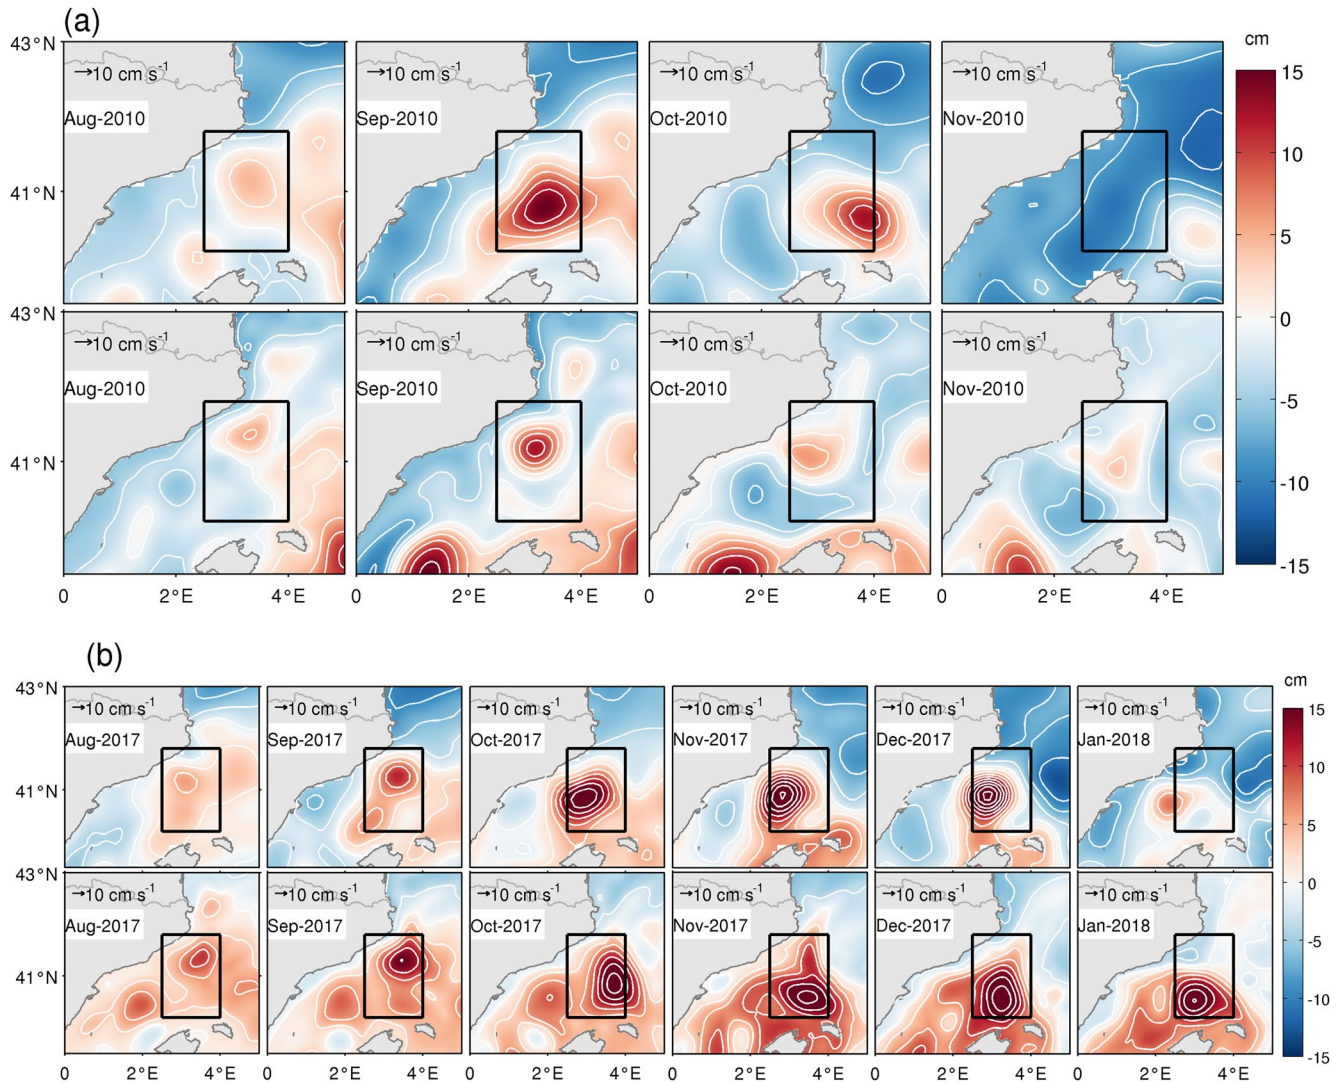 (a)
43°N
→10 cm s-1 →10 cm s-1 →10 cm s-1 →10 cm s-1
cm
15
Aug-2010 Sep-2010 Oct-2010 Nov-2010
10
41°N
5
0
43°N
→10 cm s-1 →10 cm s-1 →10 cm s-1 →10 cm s-1
Aug-2010 Sep-2010 Oct-2010 Nov-2010
-5
41°N
-10
-15
0 2°E 4°E 0 2°E 4°E 0 2°E 4°E 0 2°E 4°E
(b)
cm
43°N
→10 cm s-1 →10 cm s-1 →10 cm s-1 →10 cm s-1 →10 cm s-1 →10 cm s-1
15
Aug-2017 Sep-2017 Oct-2017 Nov-2017 Dec-2017 Jan-2018
10
41°N
5
43°N
0
→10 cm s-1 →10 cm s-1 →10 cm s-1 →10 cm s-1 →10 cm s-1 →10 cm s-1
Aug-2017 Sep-2017 Oct-2017 Nov-2017 Dec-2017 Jan-2018
-5
41°N
-10
-15
0 2°E 4°E 0 2°E 4°E 0 2°E 4°E 0 2°E 4°E 0 2°E 4°E 0 2°E 4°E